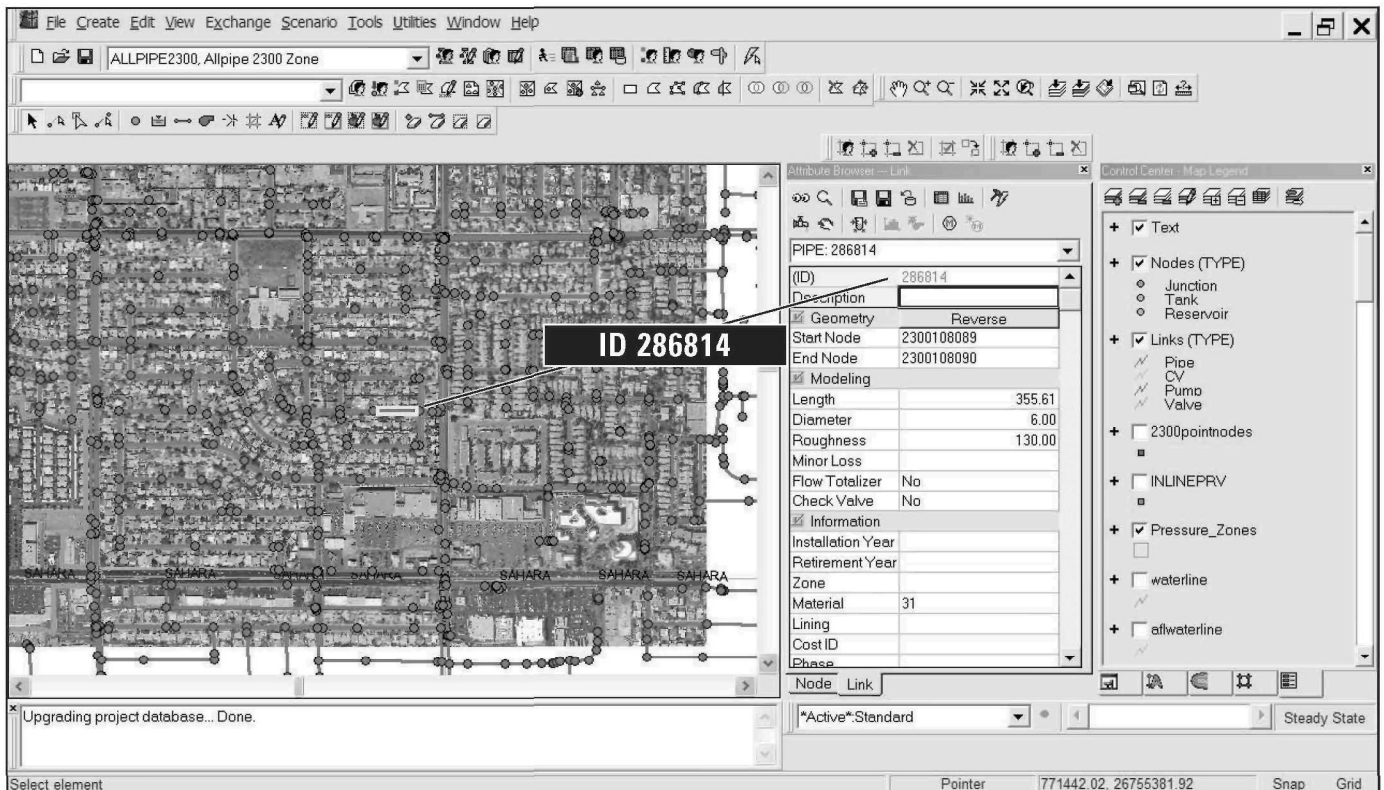 File Create Edit View Exchange Scenario Tools Utilities Window Help
ALLPIPE2300, Allpipe 2300 Zone
Attribute Browser — Link
Control Center - Map Legend
PIPE: 286814
(ID) 286814
Description
Geometry Reverse
Start Node 2300108089
End Node 2300108090
Modeling
Length 355.61
Diameter 6.00
Roughness 130.00
Minor Loss
Flow Totalizer No
Check Valve No
Information
Installation Year
Retirement Year
Zone
Material 31
Lining
Cost ID
Phase
Node Link
Text
Nodes (TYPE)
Junction
Tank
Reservoir
Links (TYPE)
Pipe
CV
Pump
Valve
2300pointnodes
INLINEPRV
Pressure_Zones
waterline
aflwaterline
ID 286814
SAHARA SAHARA SAHARA SAHARA SAHARA SAHARA SAHARA
Upgrading project database... Done.
*Active*:Standard
Steady State
Select element
Pointer 771442.02, 26755381.92 Snap Grid